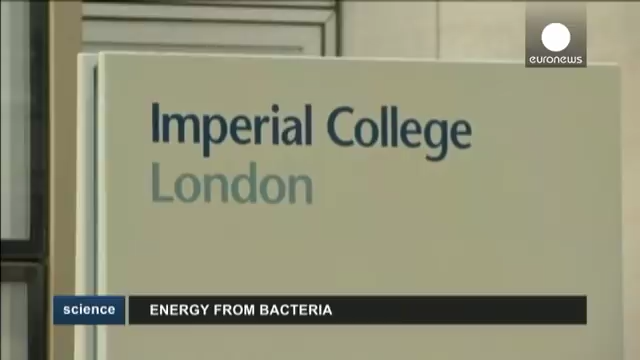 euronews
Imperial College
London
science
ENERGY FROM BACTERIA